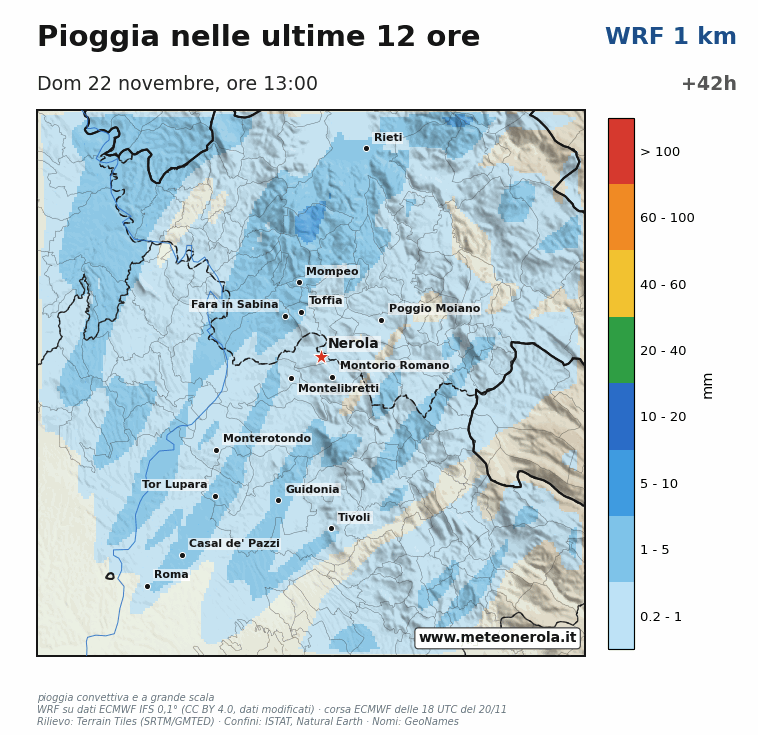 Pioggia nelle ultime 12 ore
WRF 1 km
Dom 22 novembre, ore 13:00
+42h
Rieti
Mompeo
Fara in Sabina
Toffia
Poggio Moiano
Nerola
Montorio Romano
Montelibretti
Monterotondo
Tor Lupara
Guidonia
Tivoli
Casal de' Pazzi
Roma
www.meteonerola.it
> 100
60 - 100
40 - 60
20 - 40
10 - 20
5 - 10
1 - 5
0.2 - 1
mm
pioggia convettiva e a grande scala
WRF su dati ECMWF IFS 0,1° (CC BY 4.0, dati modificati) · corsa ECMWF delle 18 UTC del 20/11
Rilievo: Terrain Tiles (SRTM/GMTED) · Confini: ISTAT, Natural Earth · Nomi: GeoNames